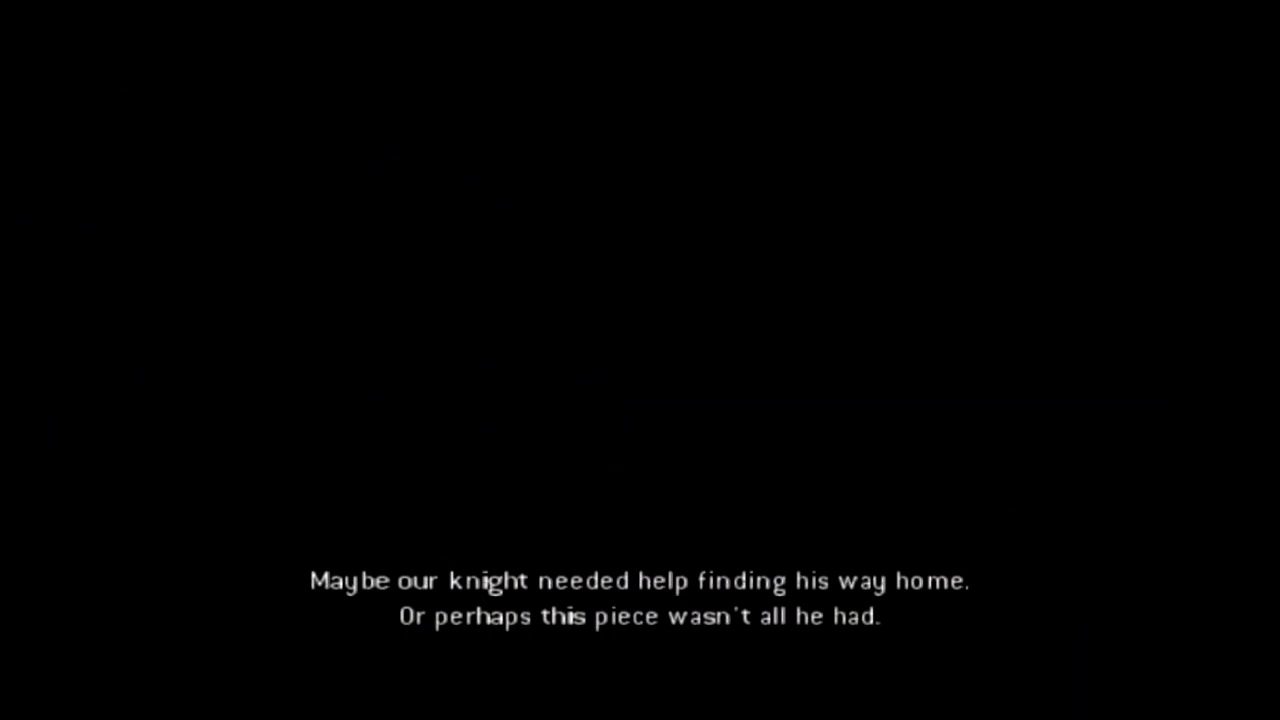 Maybe our knight needed help finding his way home.
Or perhaps this piece wasn't all he had.